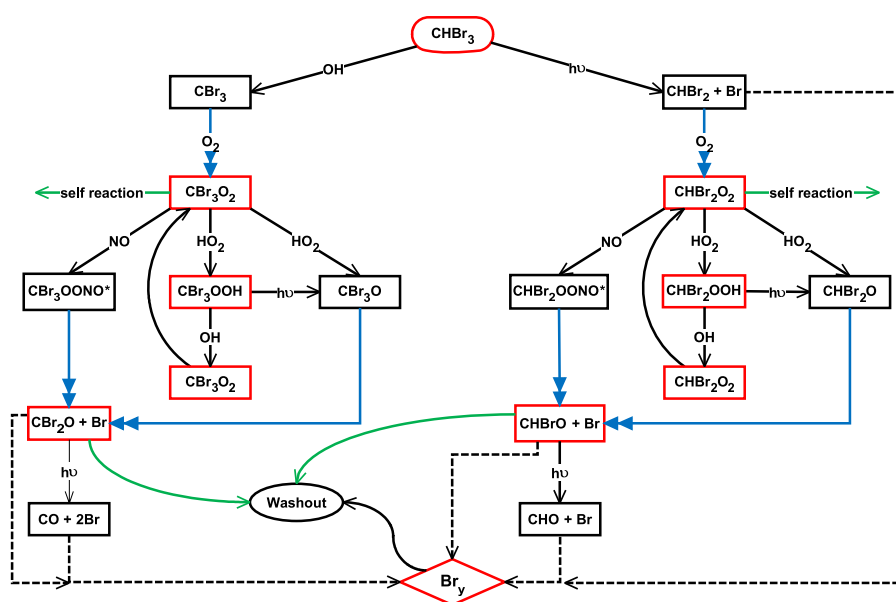 CHBr3
OH
hυ
CBr3
CHBr2 + Br
O2
O2
self reaction
CBr3O2
CHBr2O2
self reaction
NO
HO2
HO2
NO
HO2
HO2
CBr3OONO*
CBr3OOH
hυ
CBr3O
CHBr2OONO*
CHBr2OOH
hυ
CHBr2O
OH
OH
CBr3O2
CHBr2O2
CBr2O + Br
CHBrO + Br
hυ
hυ
Washout
CO + 2Br
CHO + Br
Bry